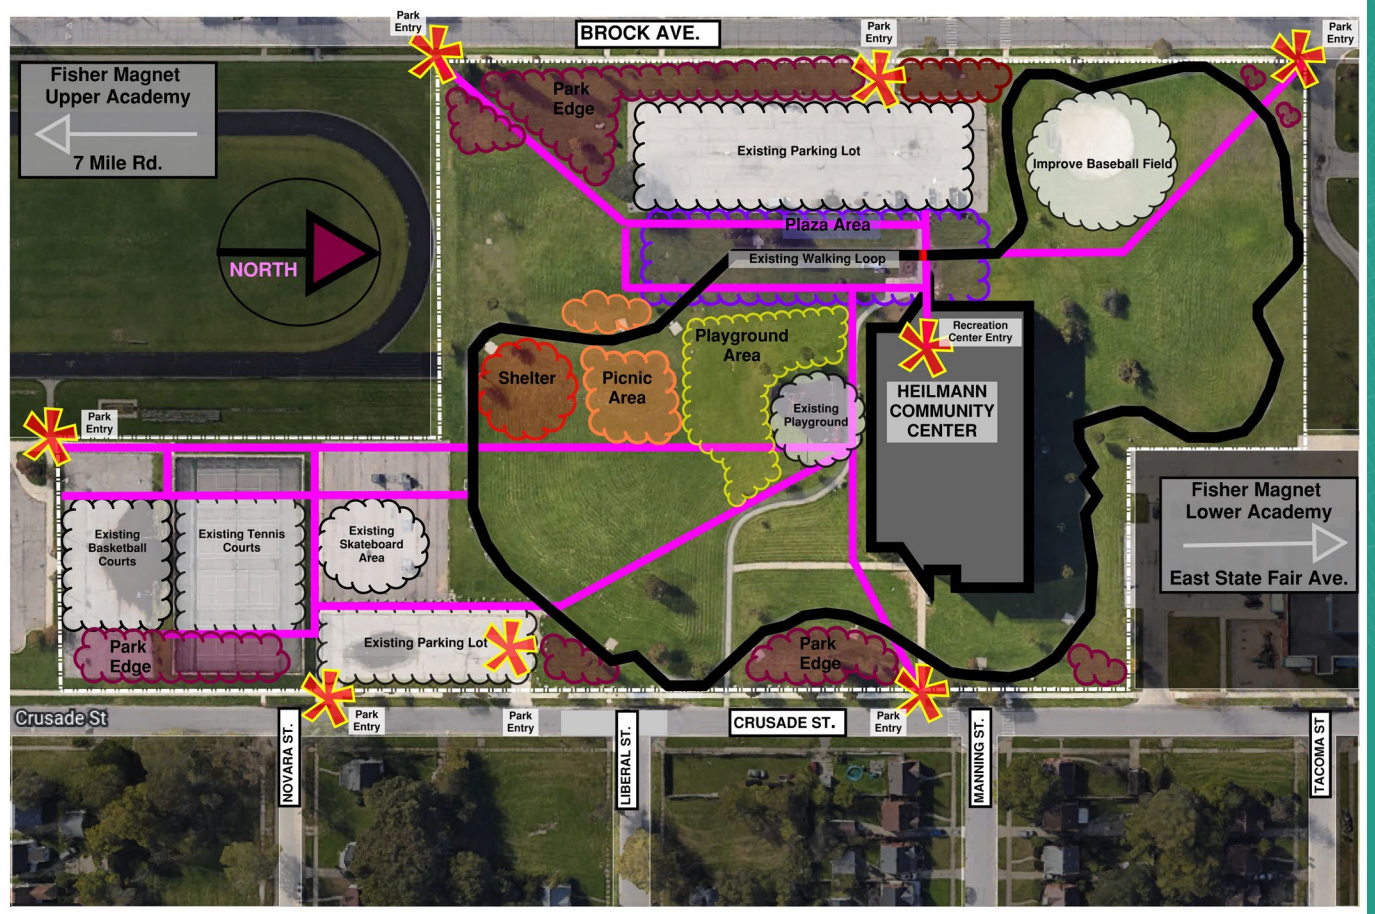 Park
Entry
BROCK AVE.
Park
Entry
Park
Entry
Fisher Magnet
Upper Academy
7 Mile Rd.
Park
Edge
Existing Parking Lot
Improve Baseball Field
Plaza Area
Existing Walking Loop
NORTH
Recreation
Center Entry
Playground
Area
Shelter
Picnic
Area
Existing
Playground
HEILMANN
COMMUNITY
CENTER
Park
Entry
Fisher Magnet
Lower Academy
East State Fair Ave.
Existing
Basketball
Courts
Existing Tennis
Courts
Existing
Skateboard
Area
Existing Parking Lot
Park
Edge
Park
Edge
Crusade St
Park
Entry
Park
Entry
CRUSADE ST.
Park
Entry
NOVARA ST.
LIBERAL ST.
MANNING ST.
TACOMA ST